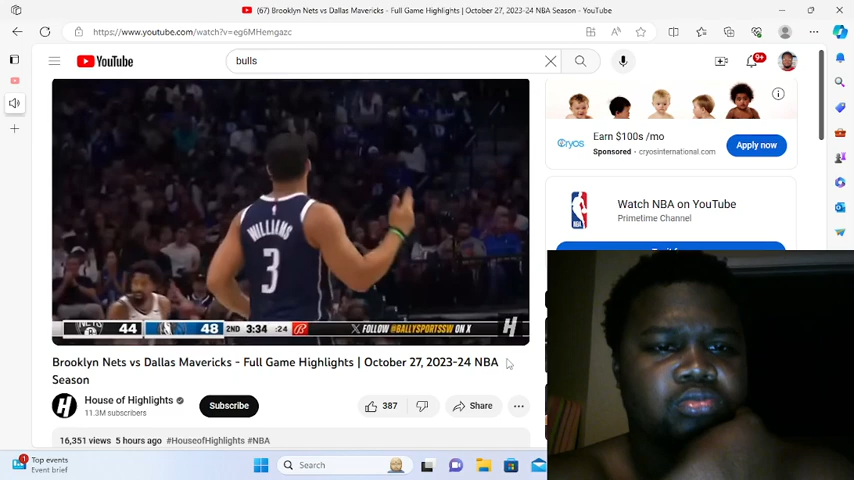 (67) Brooklyn Nets vs Dallas Mavericks - Full Game Highlights | October 27, 2023-24 NBA Season - YouTube
https://www.youtube.com/watch?v=eg6MHemgazc
YouTube
bulls
9+
Earn $100s /mo
Cryos
Sponsored · cryosinternational.com
Apply now
Watch NBA on YouTube
Primetime Channel
WILLIAMS
3
NETS 44 48 2ND 3:34 :24 B X FOLLOW @BALLYSPORTSSW ON X
Brooklyn Nets vs Dallas Mavericks - Full Game Highlights | October 27, 2023-24 NBA
Season
House of Highlights
11.3M subscribers
Subscribe
387
Share
16,351 views 5 hours ago #HouseofHighlights #NBA
1
Top events
Event brief
Search